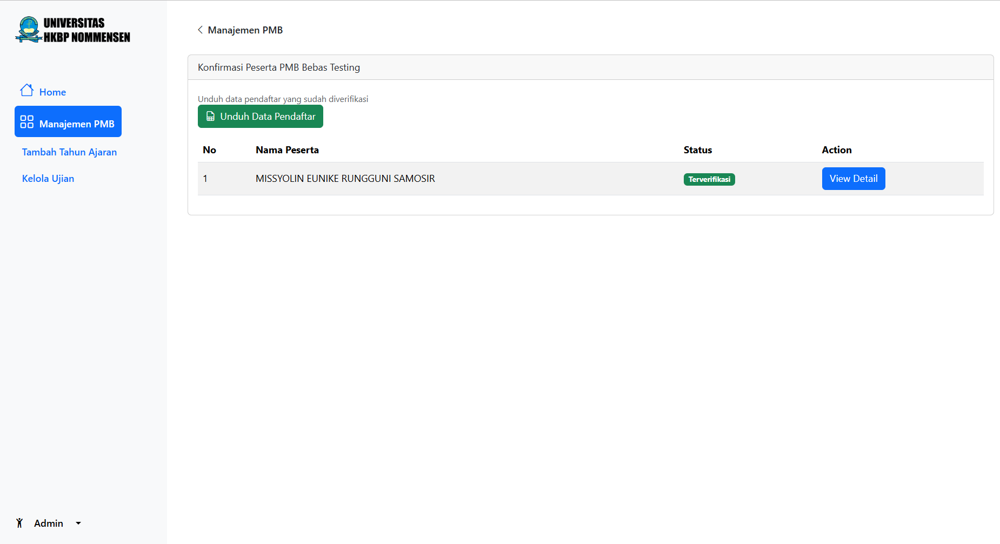 UNIVERSITAS
HKBP NOMMENSEN
Home
Manajemen PMB
Tambah Tahun Ajaran
Kelola Ujian
Admin
Manajemen PMB
Konfirmasi Peserta PMB Bebas Testing
Unduh data pendaftar yang sudah diverifikasi
Unduh Data Pendaftar
No Nama Peserta Status Action
1 MISSYOLIN EUNIKE RUNGGUNI SAMOSIR Terverifikasi View Detail